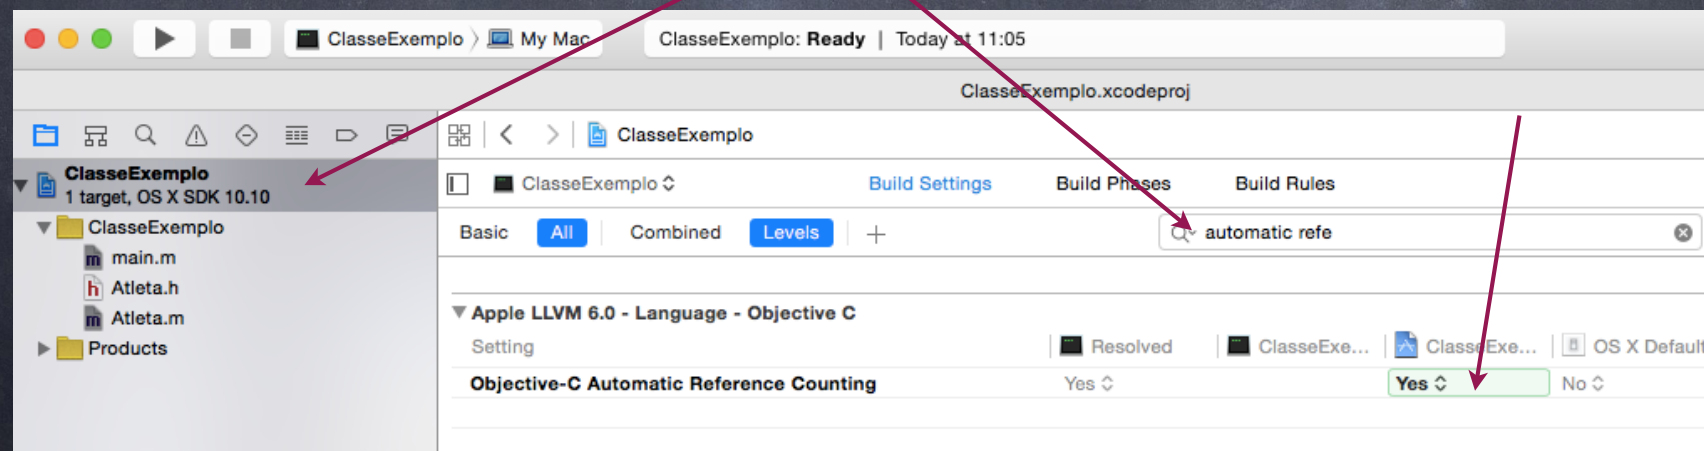 ClasseExemplo My Mac ClasseExemplo: Ready | Today at 11:05
ClasseExemplo.xcodeproj
ClasseExemplo
ClasseExemplo
1 target, OS X SDK 10.10
ClasseExemplo Build Settings Build Phases Build Rules
ClasseExemplo
Basic All Combined Levels + automatic refe
m main.m
h Atleta.h
m Atleta.m
Products
Apple LLVM 6.0 - Language - Objective C
Setting Resolved ClasseExe... ClasseExe... OS X Default
Objective-C Automatic Reference Counting Yes Yes No